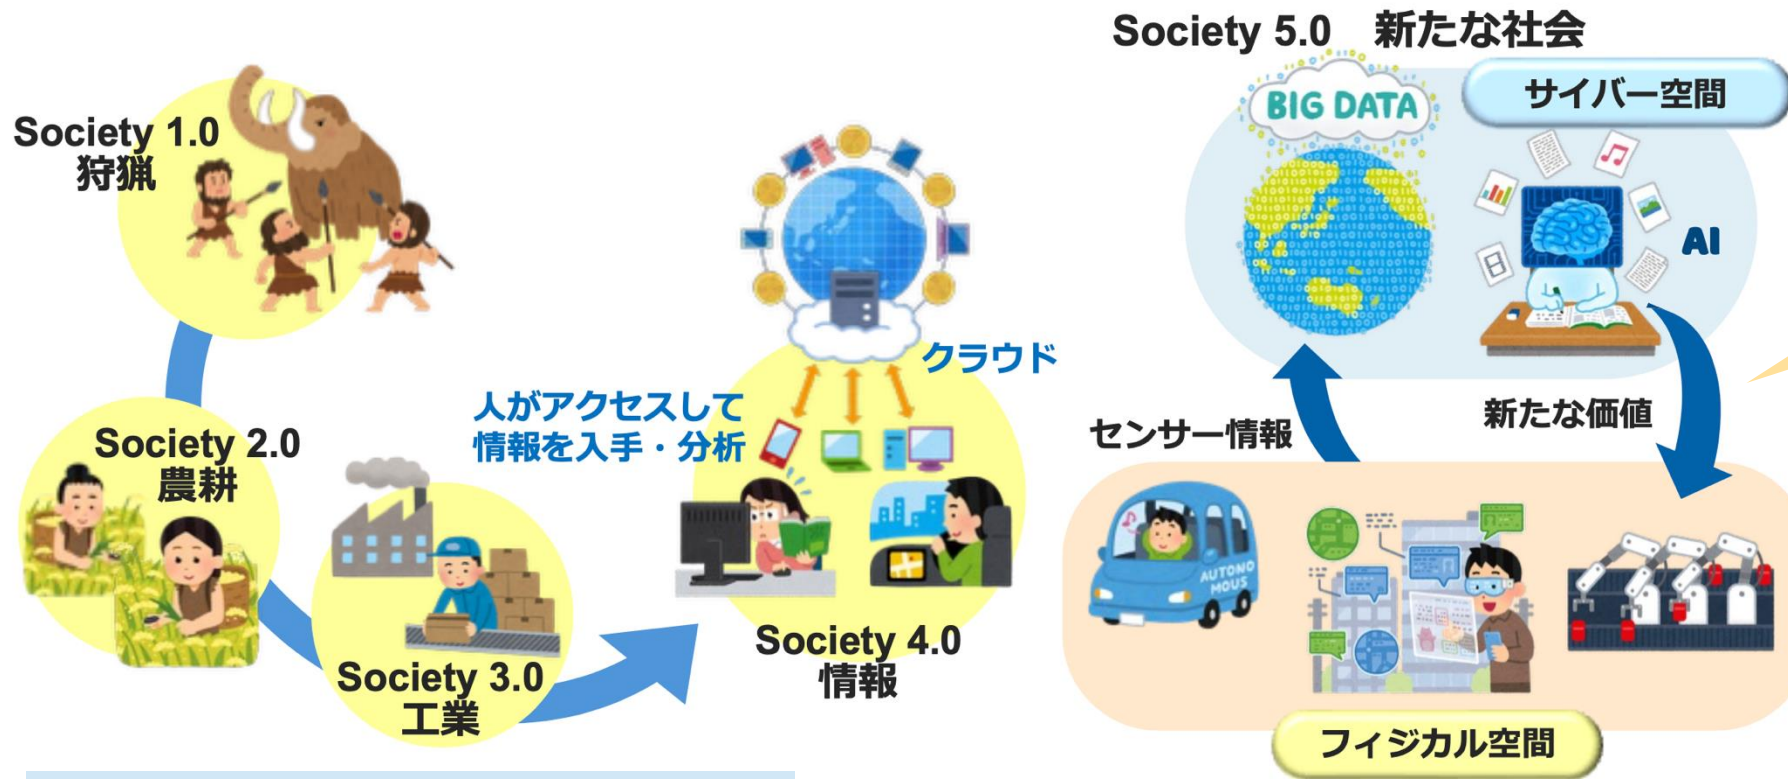 Society 1.0
狩猟
Society 2.0
農耕
Society 3.0
工業
人がアクセスして
情報を入手・分析
クラウド
Society 4.0
情報
Society 5.0 新たな社会
サイバー空間
BIG DATA
AI
センサー情報
新たな価値
AUTONO
MOUS
フィジカル空間